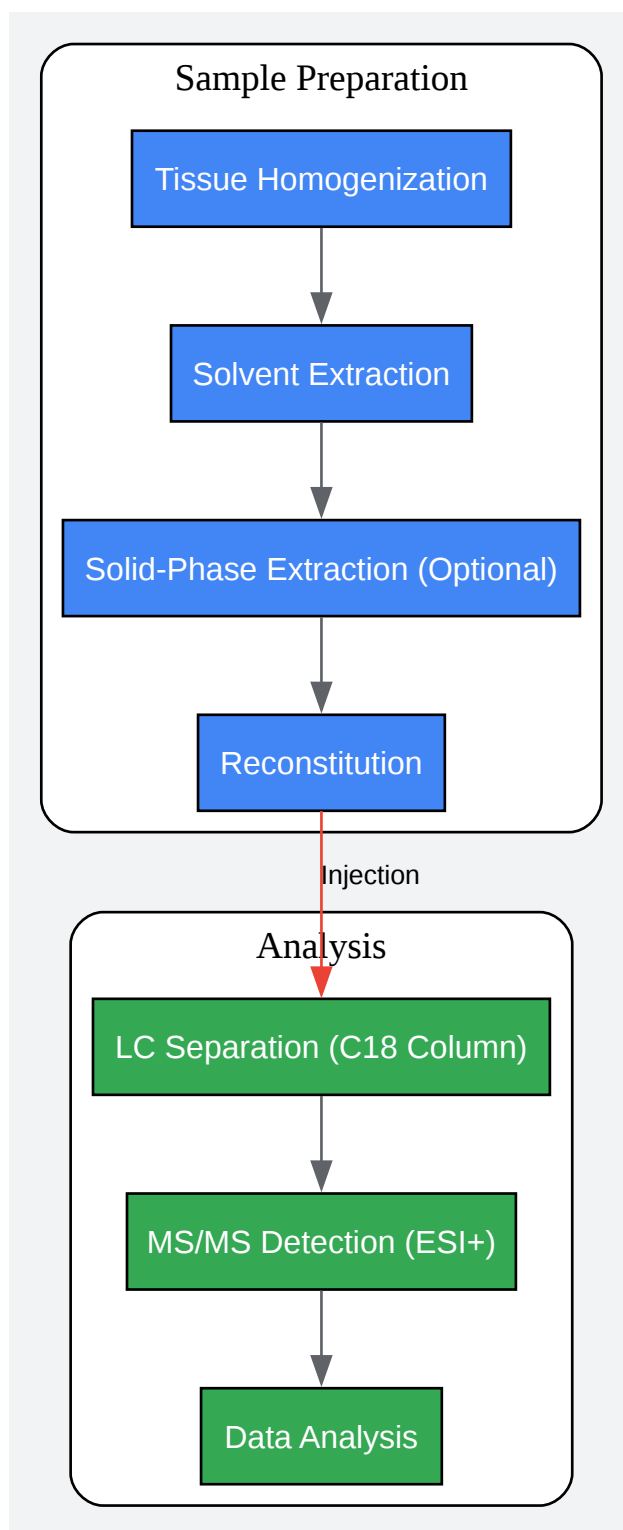 Sample Preparation
Tissue Homogenization
Solvent Extraction
Solid-Phase Extraction (Optional)
Reconstitution
Injection
Analysis
LC Separation (C18 Column)
MS/MS Detection (ESI+)
Data Analysis